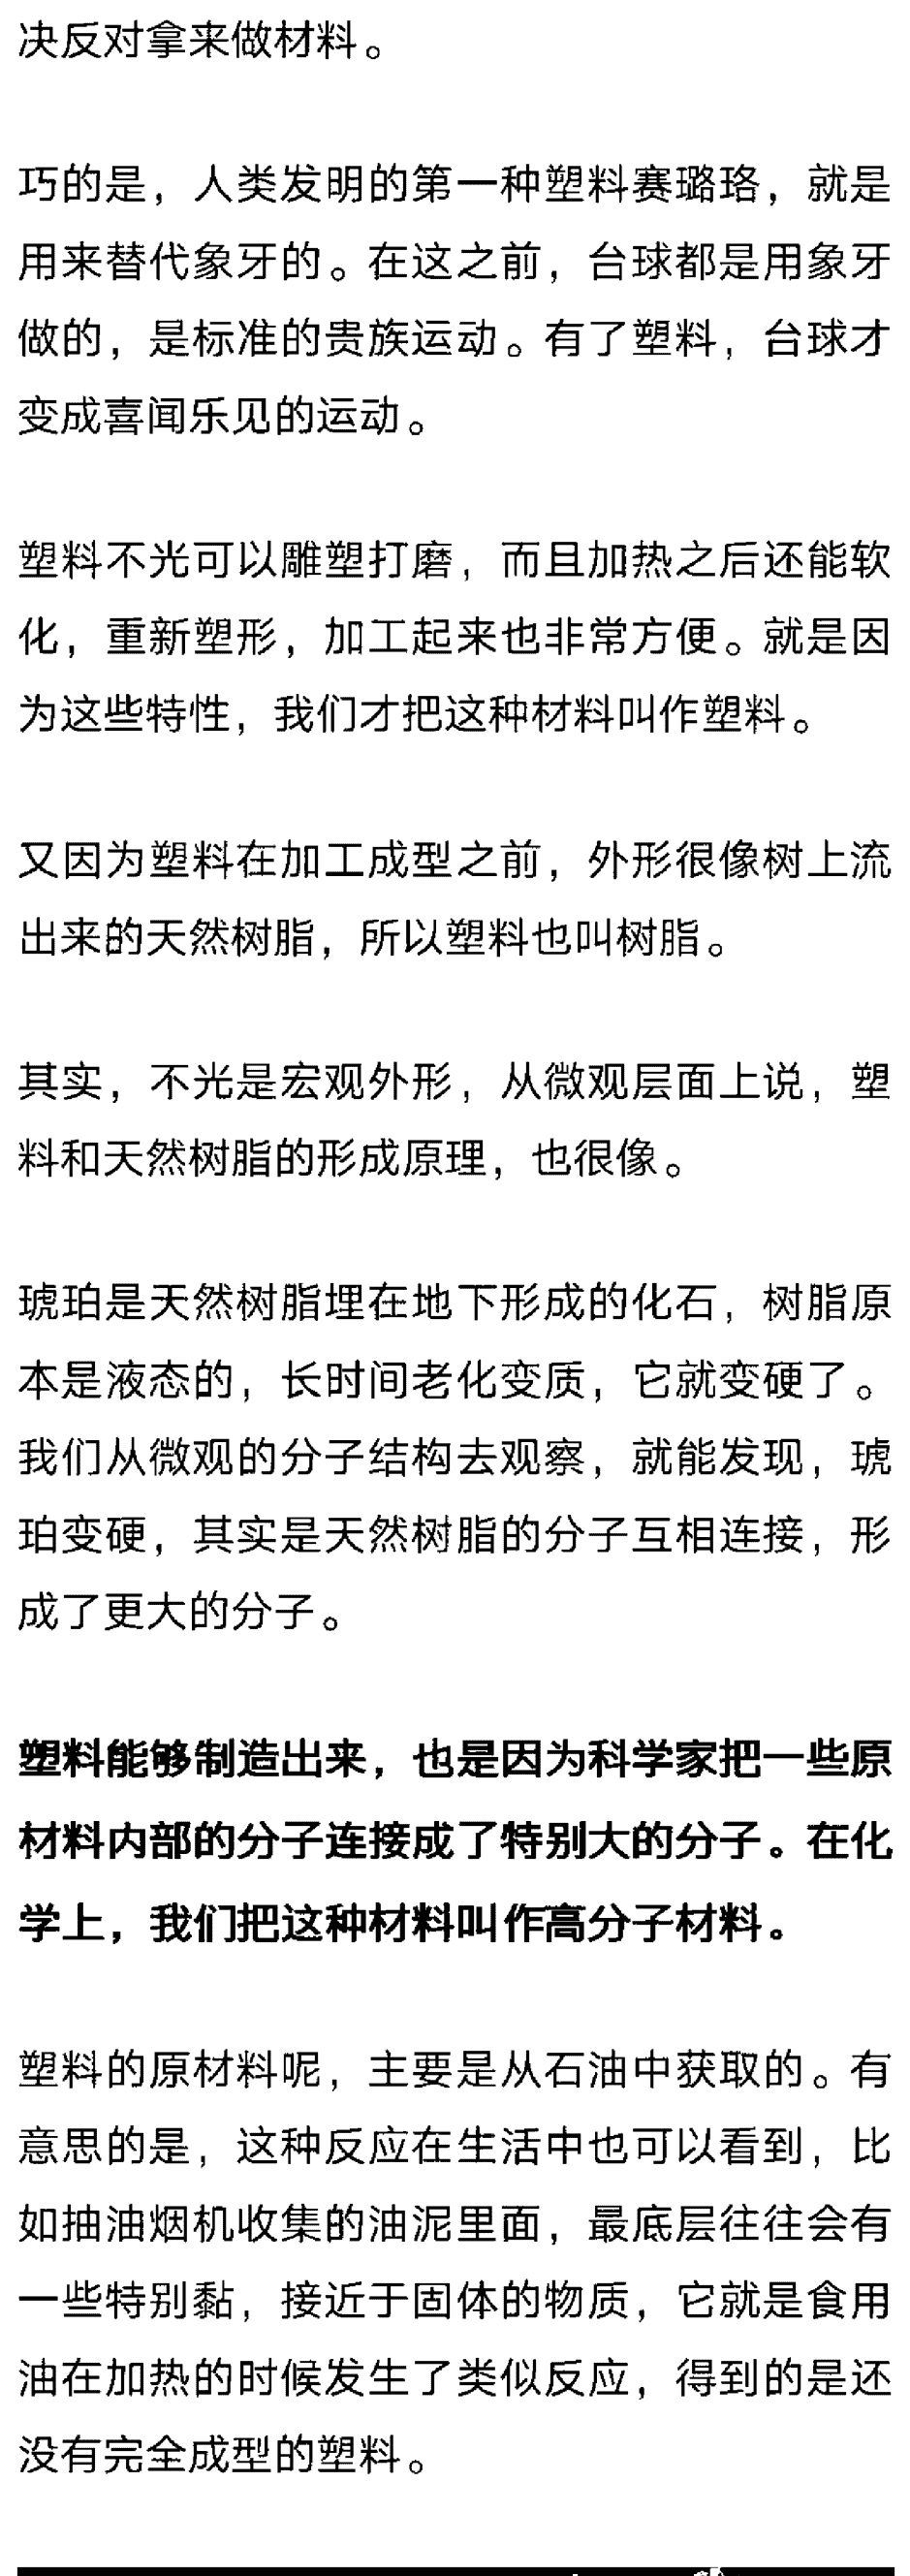 决反对拿来做材料。
巧的是，人类发明的第一种塑料赛璐珞，就是
用来替代象牙的。在这之前，台球都是用象牙
做的，是标准的贵族运动。有了塑料，台球才
变成喜闻乐见的运动。
塑料不光可以雕塑打磨，而且加热之后还能软
化，重新塑形，加工起来也非常方便。就是因
为这些特性，我们才把这种材料叫作塑料。
又因为塑料在加工成型之前，外形很像树上流
出来的天然树脂，所以塑料也叫树脂。
其实，不光是宏观外形，从微观层面上说，塑
料和天然树脂的形成原理，也很像。
琥珀是天然树脂埋在地下形成的化石，树脂原
本是液态的，长时间老化变质，它就变硬了。
我们从微观的分子结构去观察，就能发现，琥
珀变硬，其实是天然树脂的分子互相连接，形
成了更大的分子。
塑料能够制造出来，也是因为科学家把一些原
材料内部的分子连接成了特别大的分子。在化
学上，我们把这种材料叫作高分子材料。
塑料的原材料呢，主要是从石油中获取的。有
意思的是，这种反应在生活中也可以看到，比
如抽油烟机收集的油泥里面，最底层往往会有
一些特别黏，接近于固体的物质，它就是食用
油在加热的时候发生了类似反应，得到的是还
没有完全成型的塑料。